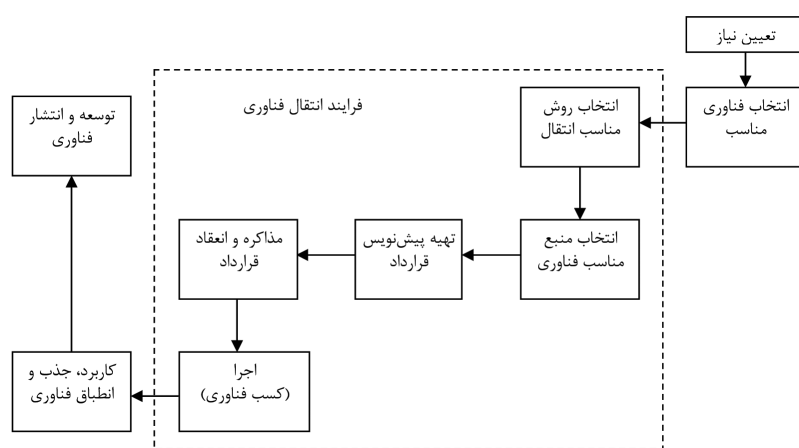 تعیین نیاز
انتخاب فناوری
مناسب
فرایند انتقال فناوری
انتخاب روش
مناسب انتقال
انتخاب منبع
مناسب فناوری
تهیه پیش‌نویس
قرارداد
مذاکره و انعقاد
قرارداد
اجرا
(کسب فناوری)
کاربرد، جذب و
انطباق فناوری
توسعه و انتشار
فناوری